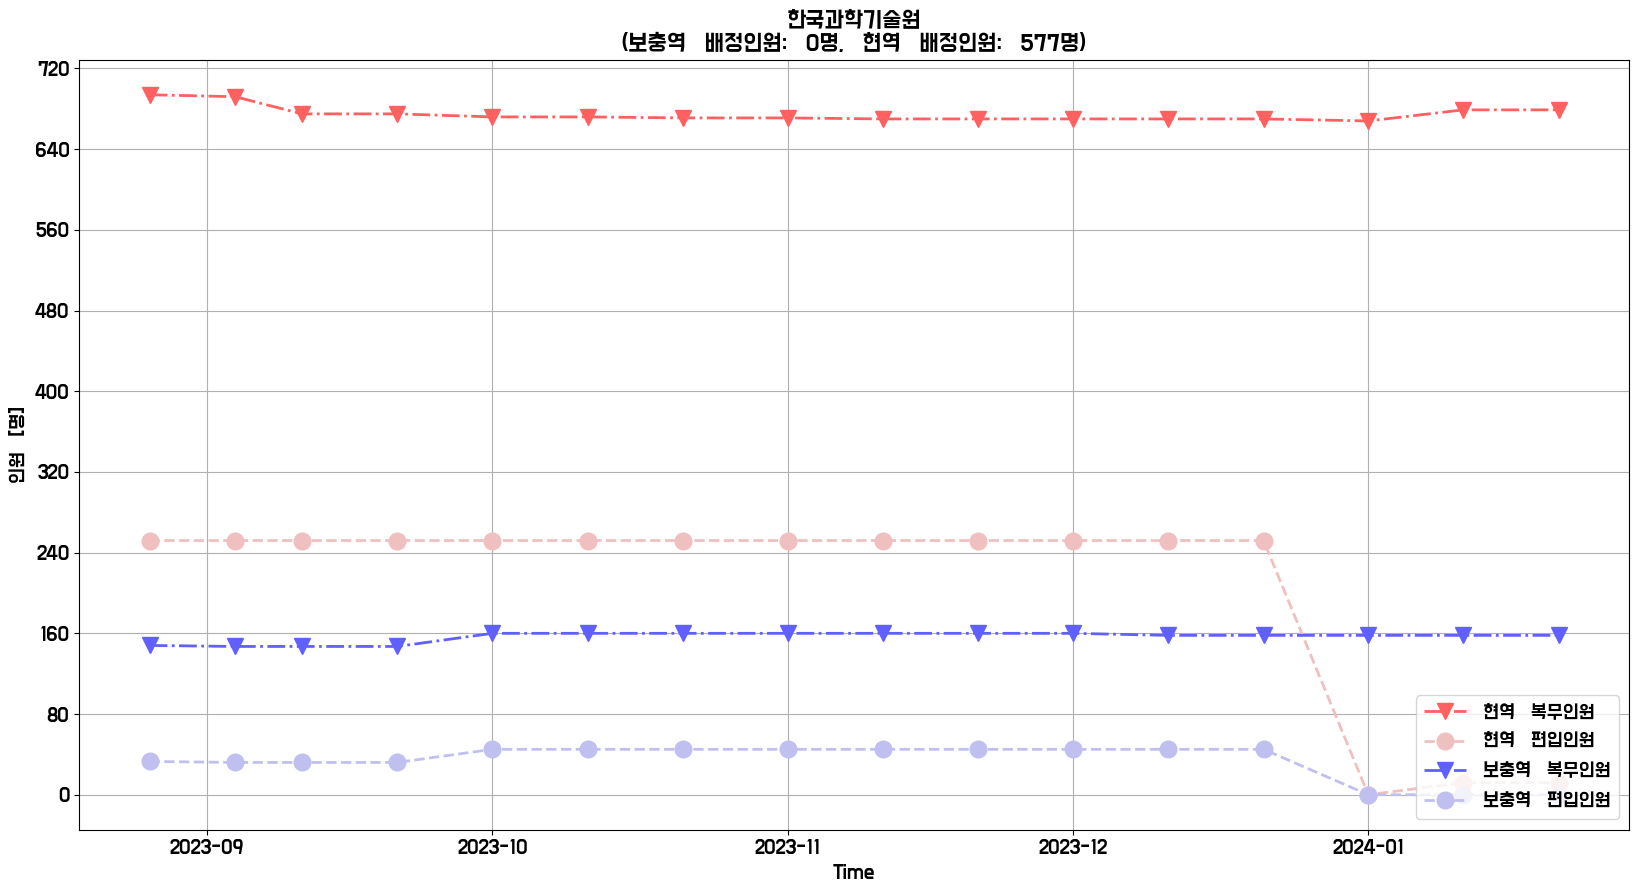 한국과학기술원
(보충역 배정인원: 0명, 현역 배정인원: 577명)
720
640
560
480
400
320
240
160
80
0
인원 [명]
현역 복무인원
현역 편입인원
보충역 복무인원
보충역 편입인원
2023-09
2023-10
2023-11
2023-12
2024-01
Time